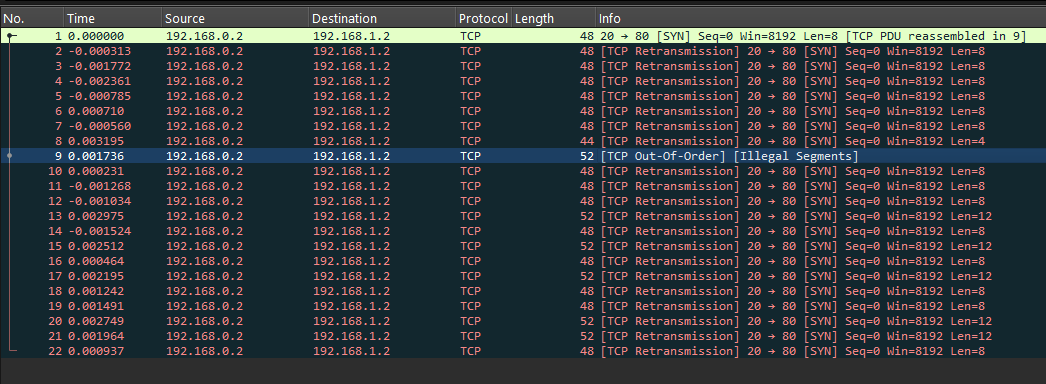 No. Time Source Destination Protocol Length Info
1 0.000000 192.168.0.2 192.168.1.2 TCP 48 20 → 80 [SYN] Seq=0 Win=8192 Len=8 [TCP PDU reassembled in 9]
2 -0.000313 192.168.0.2 192.168.1.2 TCP 48 [TCP Retransmission] 20 → 80 [SYN] Seq=0 Win=8192 Len=8
3 -0.001772 192.168.0.2 192.168.1.2 TCP 48 [TCP Retransmission] 20 → 80 [SYN] Seq=0 Win=8192 Len=8
4 -0.002361 192.168.0.2 192.168.1.2 TCP 48 [TCP Retransmission] 20 → 80 [SYN] Seq=0 Win=8192 Len=8
5 -0.000785 192.168.0.2 192.168.1.2 TCP 48 [TCP Retransmission] 20 → 80 [SYN] Seq=0 Win=8192 Len=8
6 0.000710 192.168.0.2 192.168.1.2 TCP 48 [TCP Retransmission] 20 → 80 [SYN] Seq=0 Win=8192 Len=8
7 -0.000560 192.168.0.2 192.168.1.2 TCP 48 [TCP Retransmission] 20 → 80 [SYN] Seq=0 Win=8192 Len=8
8 0.003195 192.168.0.2 192.168.1.2 TCP 44 [TCP Retransmission] 20 → 80 [SYN] Seq=0 Win=8192 Len=4
9 0.001736 192.168.0.2 192.168.1.2 TCP 52 [TCP Out-Of-Order] [Illegal Segments]
10 0.000231 192.168.0.2 192.168.1.2 TCP 48 [TCP Retransmission] 20 → 80 [SYN] Seq=0 Win=8192 Len=8
11 -0.001268 192.168.0.2 192.168.1.2 TCP 48 [TCP Retransmission] 20 → 80 [SYN] Seq=0 Win=8192 Len=8
12 -0.001034 192.168.0.2 192.168.1.2 TCP 48 [TCP Retransmission] 20 → 80 [SYN] Seq=0 Win=8192 Len=8
13 0.002975 192.168.0.2 192.168.1.2 TCP 52 [TCP Retransmission] 20 → 80 [SYN] Seq=0 Win=8192 Len=12
14 -0.001524 192.168.0.2 192.168.1.2 TCP 48 [TCP Retransmission] 20 → 80 [SYN] Seq=0 Win=8192 Len=8
15 0.002512 192.168.0.2 192.168.1.2 TCP 52 [TCP Retransmission] 20 → 80 [SYN] Seq=0 Win=8192 Len=12
16 0.000464 192.168.0.2 192.168.1.2 TCP 48 [TCP Retransmission] 20 → 80 [SYN] Seq=0 Win=8192 Len=8
17 0.002195 192.168.0.2 192.168.1.2 TCP 52 [TCP Retransmission] 20 → 80 [SYN] Seq=0 Win=8192 Len=12
18 0.001242 192.168.0.2 192.168.1.2 TCP 48 [TCP Retransmission] 20 → 80 [SYN] Seq=0 Win=8192 Len=8
19 0.001491 192.168.0.2 192.168.1.2 TCP 48 [TCP Retransmission] 20 → 80 [SYN] Seq=0 Win=8192 Len=8
20 0.002749 192.168.0.2 192.168.1.2 TCP 52 [TCP Retransmission] 20 → 80 [SYN] Seq=0 Win=8192 Len=12
21 0.001964 192.168.0.2 192.168.1.2 TCP 52 [TCP Retransmission] 20 → 80 [SYN] Seq=0 Win=8192 Len=12
22 0.000937 192.168.0.2 192.168.1.2 TCP 48 [TCP Retransmission] 20 → 80 [SYN] Seq=0 Win=8192 Len=8